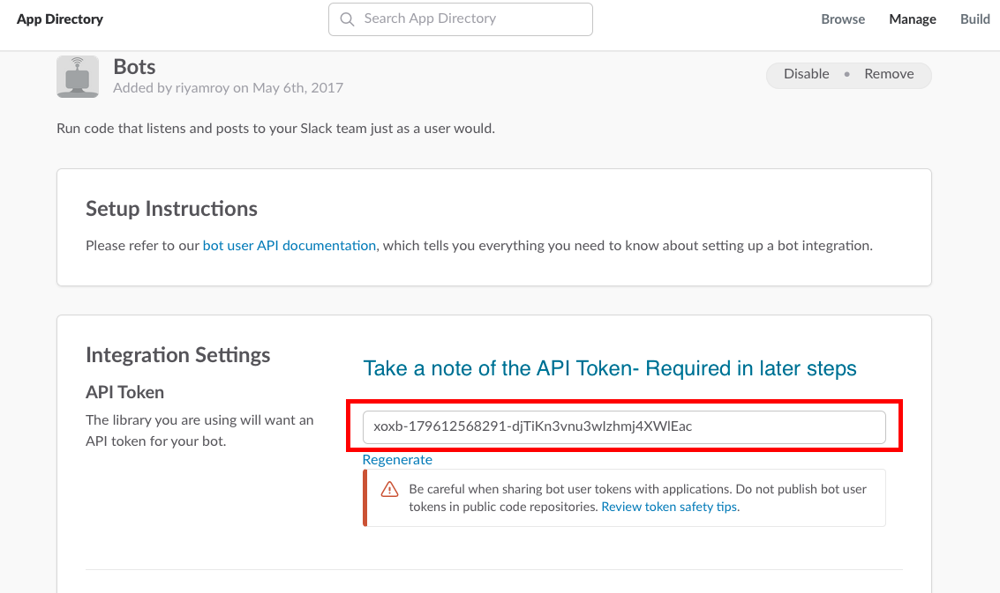 App Directory
Search App Directory
Browse Manage Build
Bots
Added by riyamroy on May 6th, 2017
Disable • Remove
Run code that listens and posts to your Slack team just as a user would.
Setup Instructions
Please refer to our bot user API documentation, which tells you everything you need to know about setting up a bot integration.
Integration Settings
Take a note of the API Token- Required in later steps
API Token
The library you are using will want an
API token for your bot.
xoxb-179612568291-djTiKn3vnu3wIzhmj4XWlEac
Regenerate
Be careful when sharing bot user tokens with applications. Do not publish bot user
tokens in public code repositories. Review token safety tips.